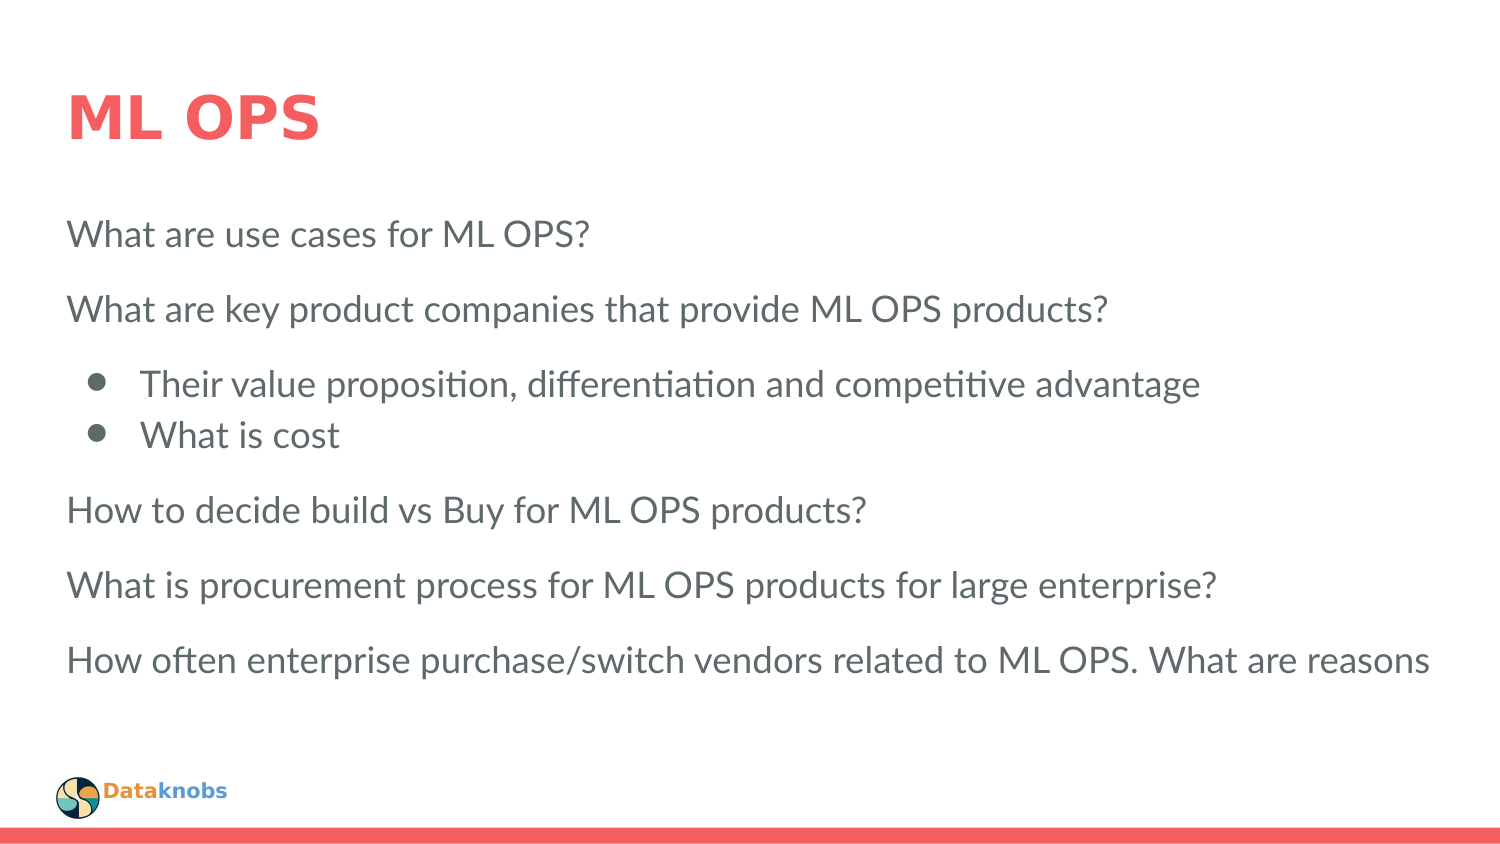 ML OPS
What are use cases for ML OPS?
What are key product companies that provide ML OPS products?
● Their value proposition, differentiation and competitive advantage
● What is cost
How to decide build vs Buy for ML OPS products?
What is procurement process for ML OPS products for large enterprise?
How often enterprise purchase/switch vendors related to ML OPS. What are reasons
Dataknobs